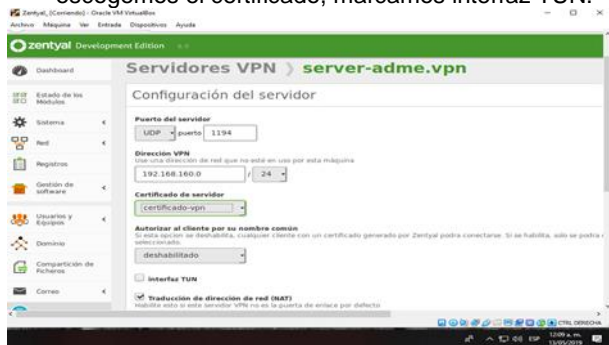 escogemos el certificado, marcamos interfaz TUN.
Zentyal, [Corriendo] - Oracle VM VirtualBox
Archivo Máquina Ver Entrada Dispositivos Ayuda
zentyal Development Edition
Servidores VPN › server-adme.vpn
Dashboard
Configuración del servidor
Estado de los
Módulos
Puerto del servidor
Sistema
UDP puerto 1194
Red
Dirección VPN
Use una dirección de red que no esté en uso por esta máquina
Registros
192.168.160.0 / 24
Gestión de
software
Certificado de servidor
certificado-vpn
Usuarios y
Equipos
Autorizar al cliente por su nombre común
Si esta opción se deshabilita, cualquier cliente con un certificado generado por Zentyal podrá conectarse. Si se habilita, sólo se podrá
seleccionado.
Dominio
deshabilitado
Compartición de
Ficheros
interfaz TUN
Correo
Traducción de dirección de red (NAT)
Habilite esto si este servidor VPN no es la puerta de enlace por defecto
CTRL DERECHA
ESP
12:09 a. m.
13/05/2019